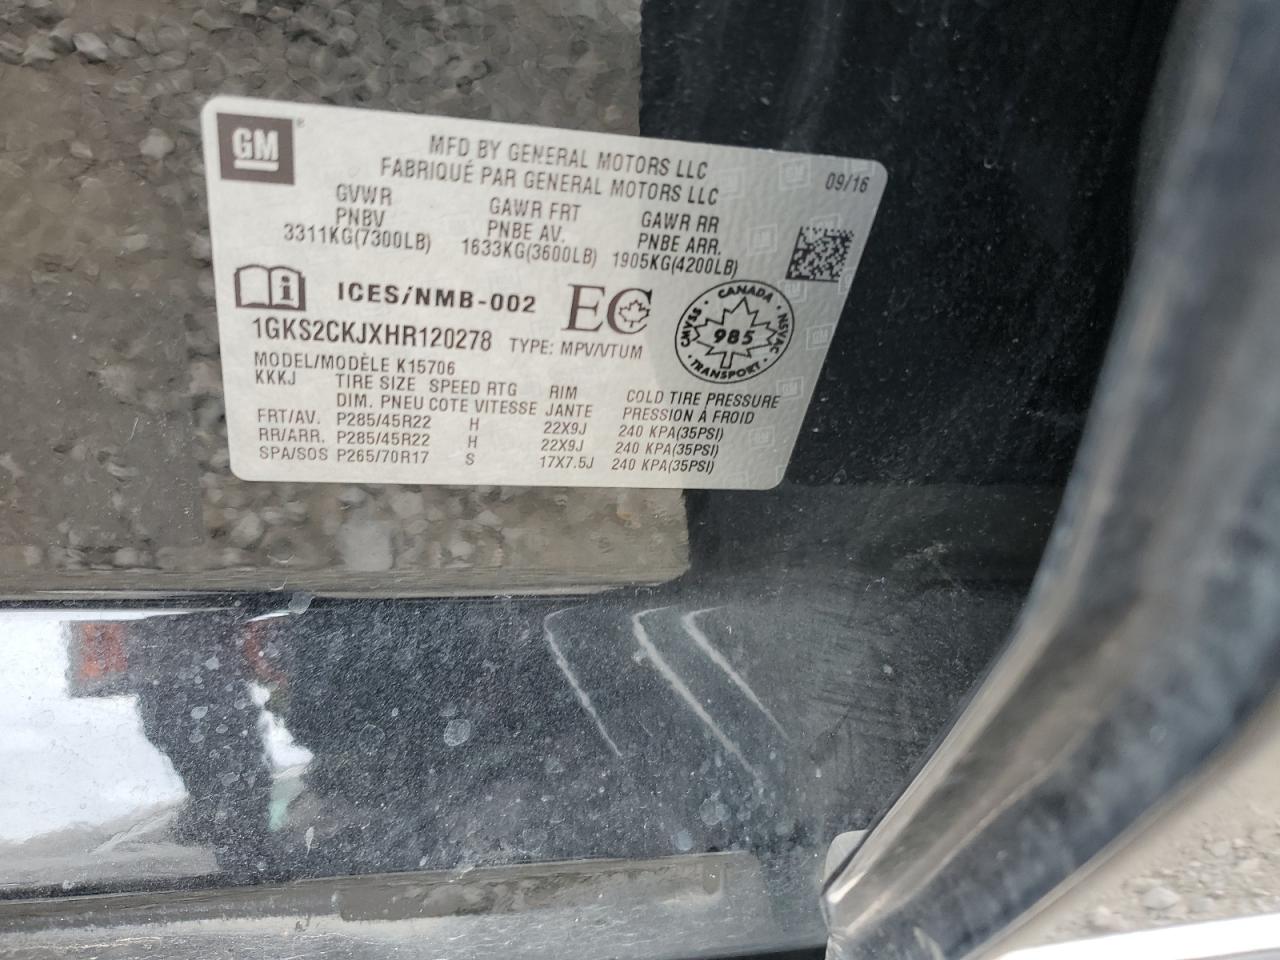 GM®
MFD BY GENERAL MOTORS LLC
FABRIQUÉ PAR GENERAL MOTORS LLC
09/16
GVWR GAWR FRT GAWR RR
PNBV PNBE AV. PNBE ARR.
3311KG(7300LB) 1633KG(3600LB) 1905KG(4200LB)
i ICES/NMB-002 EC
CANADA
CMVSS 985 NSVAC
TRANSPORT
1GKS2CKJXHR120278 TYPE: MPV/VTUM
MODEL/MODÈLE K15706
KKKJ TIRE SIZE SPEED RTG RIM COLD TIRE PRESSURE
DIM. PNEU COTE VITESSE JANTE PRESSION À FROID
FRT/AV. P285/45R22 H 22X9J 240 KPA(35PSI)
RR/ARR. P285/45R22 H 22X9J 240 KPA(35PSI)
SPA/SOS P265/70R17 S 17X7.5J 240 KPA(35PSI)